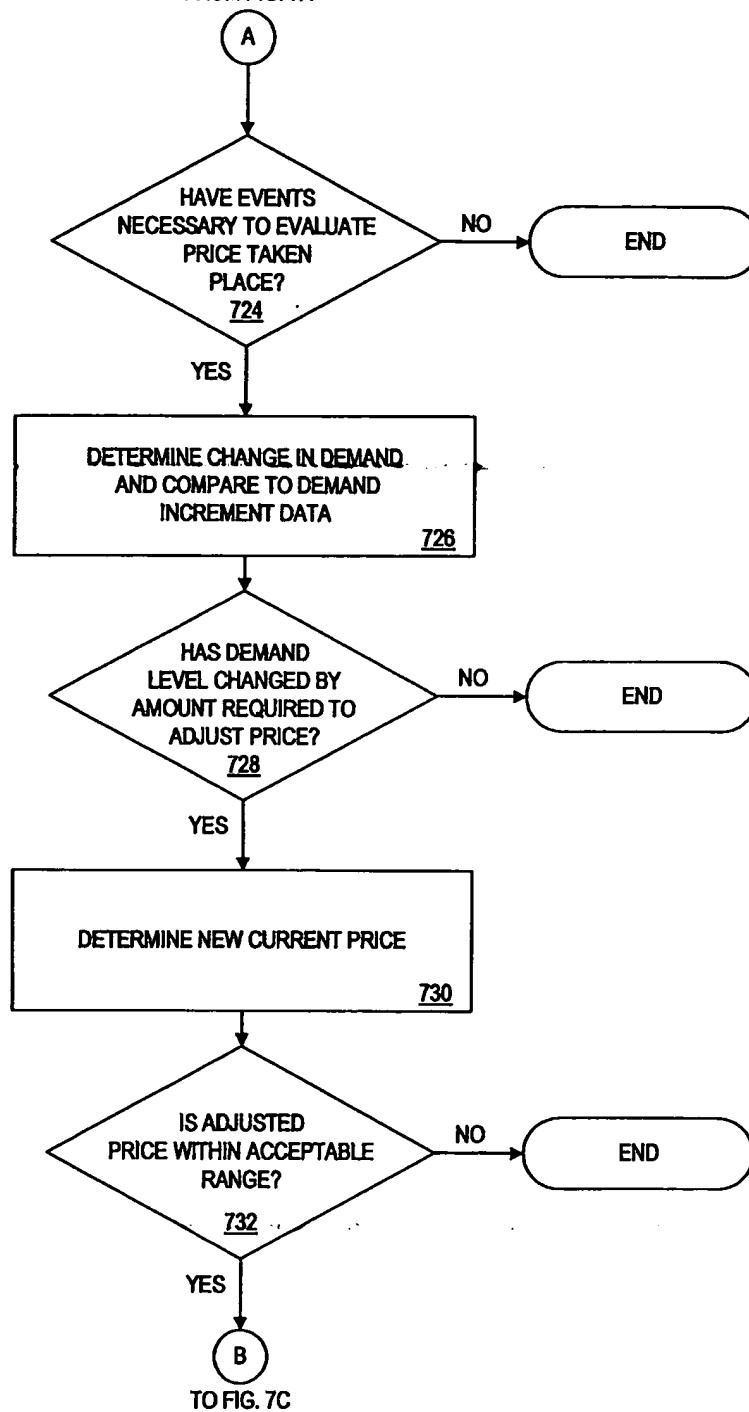 A
HAVE EVENTS
NECESSARY TO EVALUATE
PRICE TAKEN
PLACE?
724
NO
END
YES
DETERMINE CHANGE IN DEMAND
AND COMPARE TO DEMAND
INCREMENT DATA
726
HAS DEMAND
LEVEL CHANGED BY
AMOUNT REQUIRED TO
ADJUST PRICE?
728
NO
END
YES
DETERMINE NEW CURRENT PRICE
730
IS ADJUSTED
PRICE WITHIN ACCEPTABLE
RANGE?
732
NO
END
YES
B
TO FIG. 7C